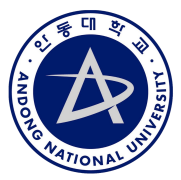 안동대학교
ANDONG NATIONAL UNIVERSITY